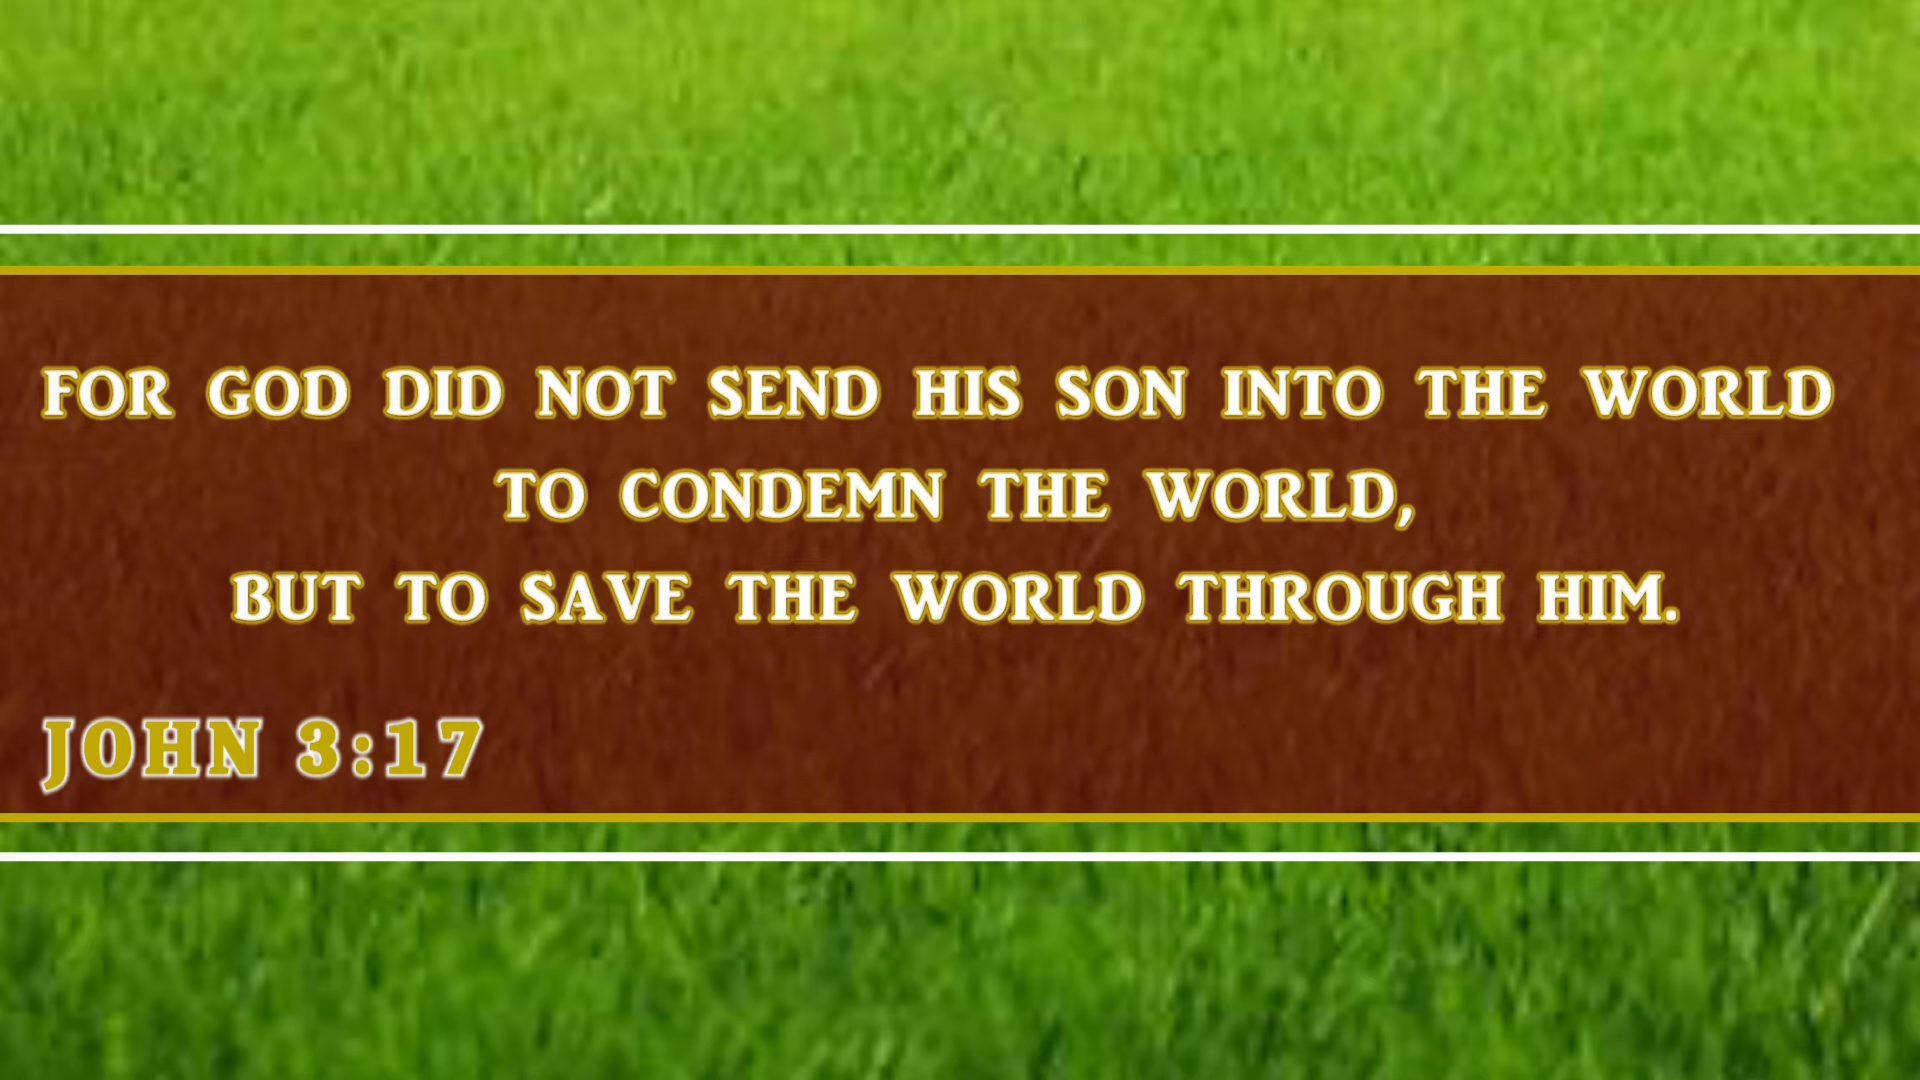 FOR GOD DID NOT SEND HIS SON INTO THE WORLD
TO CONDEMN THE WORLD,
BUT TO SAVE THE WORLD THROUGH HIM.
JOHN 3:17